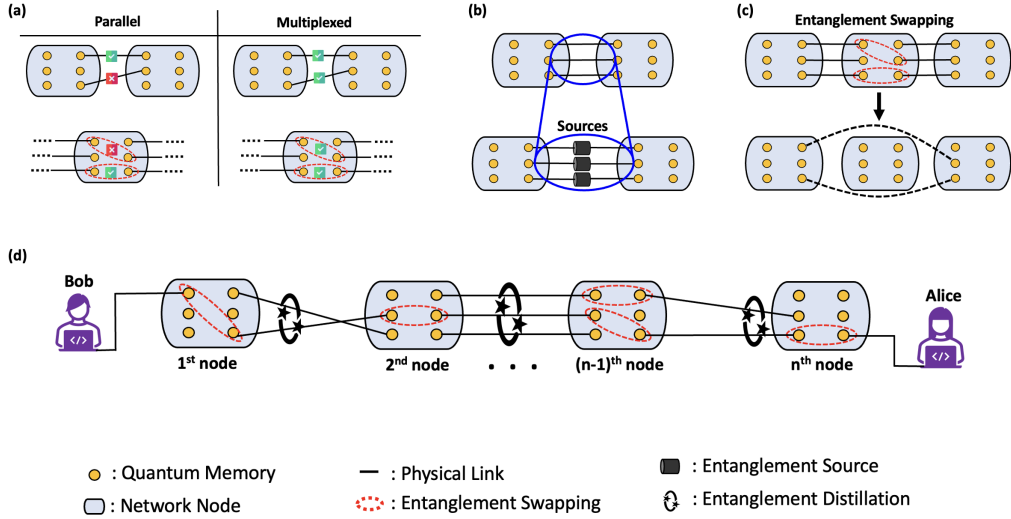 (a)
Parallel
Multiplexed
(b)
Sources
(c)
Entanglement Swapping
(d)
Bob
1st node
2nd node
. . .
(n-1)th node
nth node
Alice
: Quantum Memory
: Physical Link
: Entanglement Source
: Network Node
: Entanglement Swapping
: Entanglement Distillation